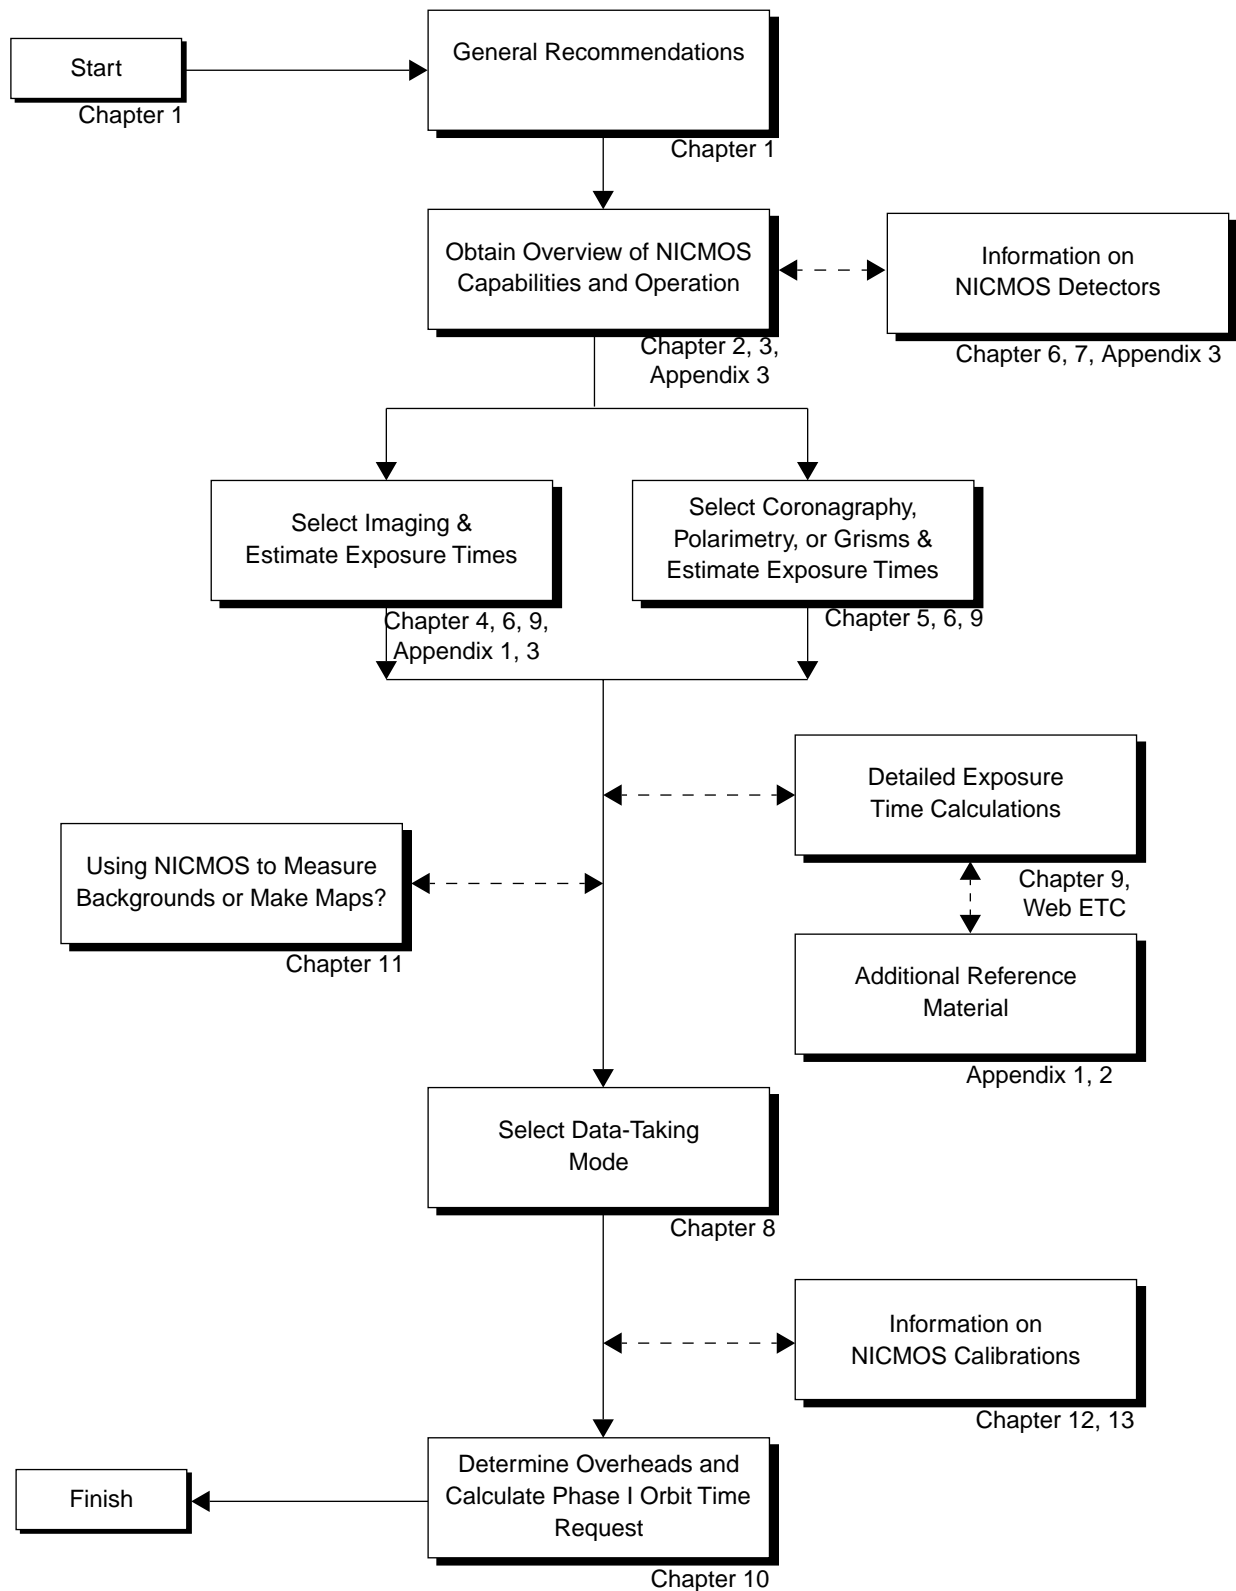 Start
Chapter 1
General Recommendations
Chapter 1
Obtain Overview of NICMOS
Capabilities and Operation
Chapter 2, 3,
Appendix 3
Information on
NICMOS Detectors
Chapter 6, 7, Appendix 3
Select Imaging &
Estimate Exposure Times
Chapter 4, 6, 9,
Appendix 1, 3
Select Coronagraphy,
Polarimetry, or Grisms &
Estimate Exposure Times
Chapter 5, 6, 9
Detailed Exposure
Time Calculations
Chapter 9,
Web ETC
Using NICMOS to Measure
Backgrounds or Make Maps?
Chapter 11
Additional Reference
Material
Appendix 1, 2
Select Data-Taking
Mode
Chapter 8
Information on
NICMOS Calibrations
Chapter 12, 13
Determine Overheads and
Calculate Phase I Orbit Time
Request
Chapter 10
Finish